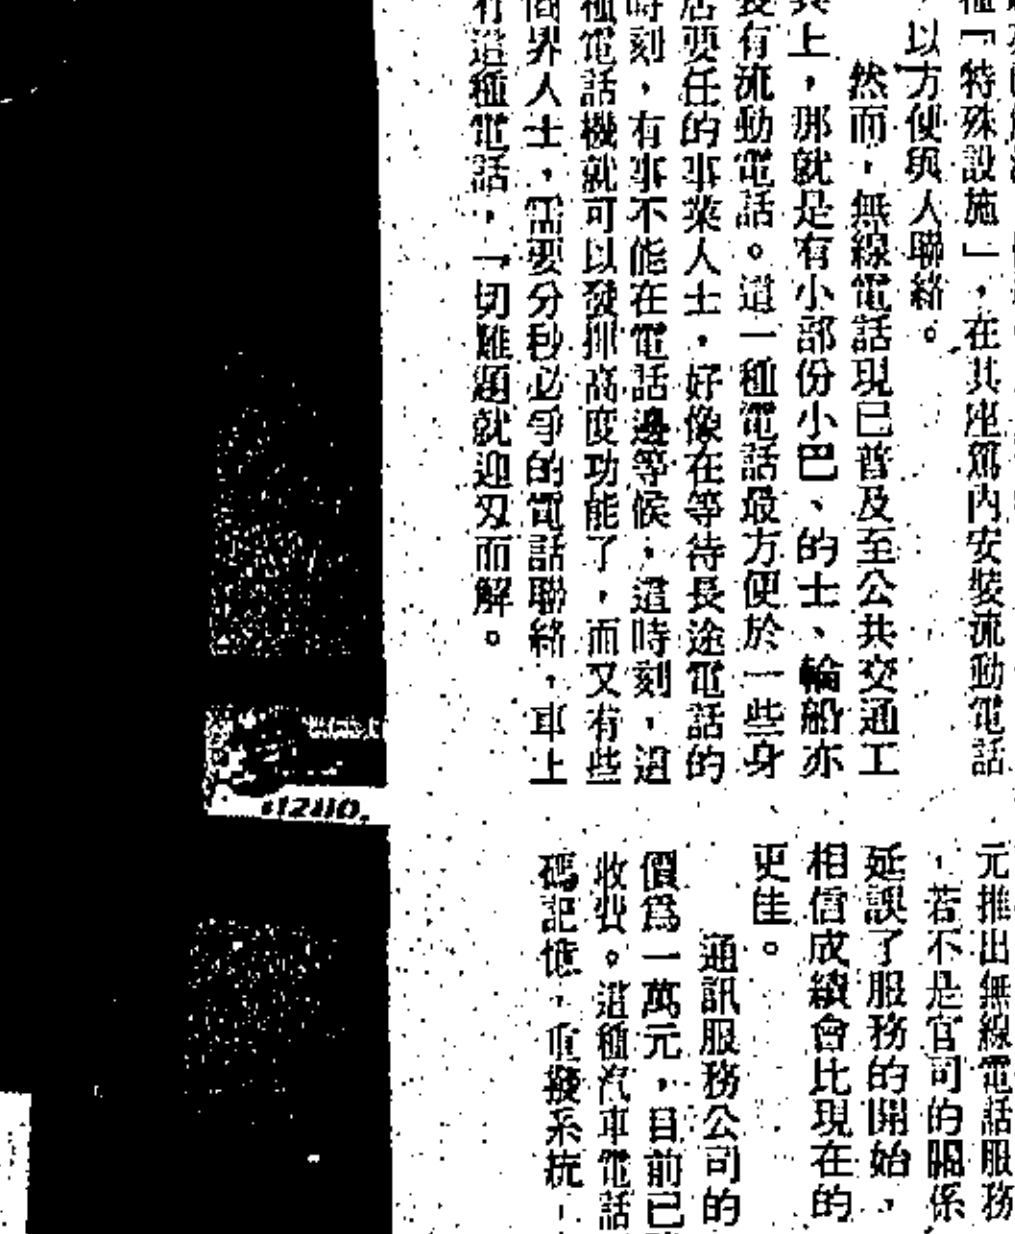 種「特殊設施」，在其座駕內安裝流動電話
，以方便與人聯絡。
然而，無線電話現已普及至公共交通工
具上，那就是有小部份小巴、的士、輪船亦
裝有流動電話。這一種電話最方便於一些身
居要任的事業人士，好像在等待長途電話的
時刻，有事不能在電話邊等候，這時刻，這
種電話機就可以發揮高度功能了，而又有些
商界人士，需要分秒必爭的電話聯絡，車上
有這種電話，一切難題就迎刃而解。
元推出無線電話服務
，若不是官司的關係
延誤了服務的開始，
相信成績會比現在的
更佳。
通訊服務公司的
價為一萬元，目前已
收費。這種汽車電話
碼記憶，重撥系統